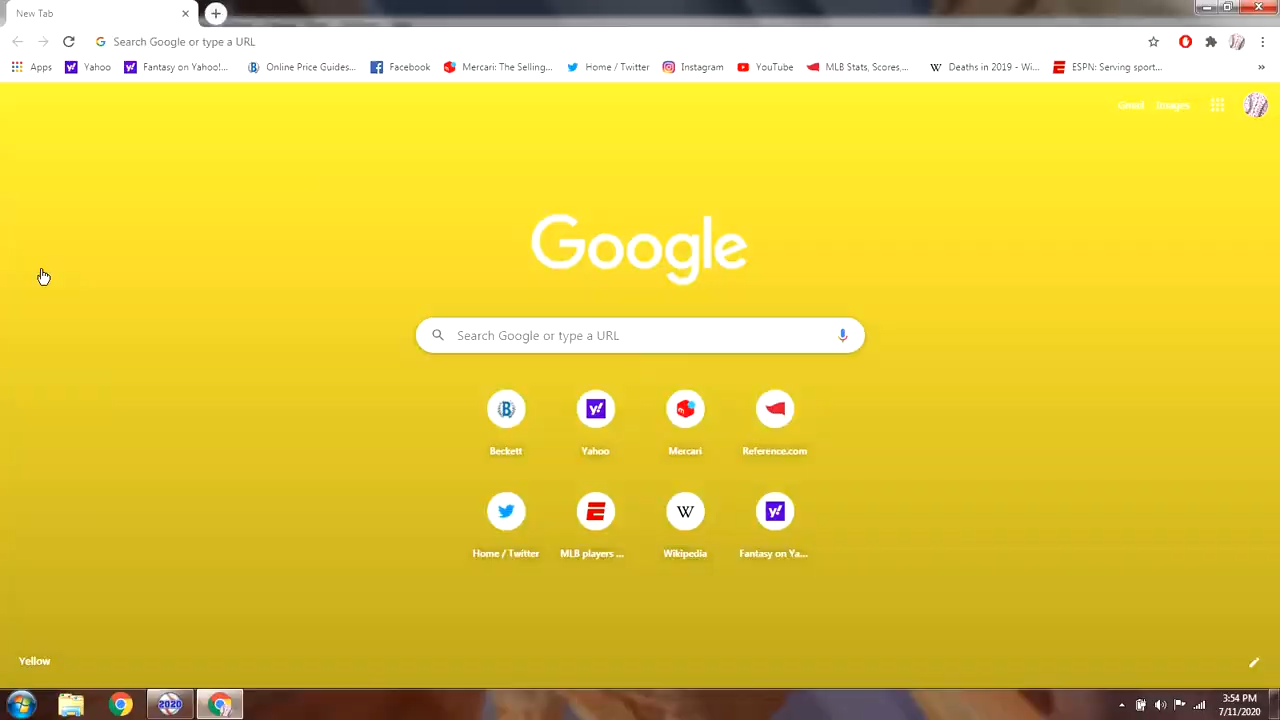 New Tab
Search Google or type a URL
Apps Yahoo Fantasy on Yahoo!... Online Price Guides... Facebook Mercari: The Selling... Home / Twitter Instagram YouTube MLB Stats, Scores,... W Deaths in 2019 - Wi... ESPN: Serving sport... »
Gmail Images
Google
Search Google or type a URL
Beckett Yahoo Mercari Reference.com
Home / Twitter MLB players ... Wikipedia Fantasy on Ya...
Yellow
2020
3:54 PM
7/11/2020